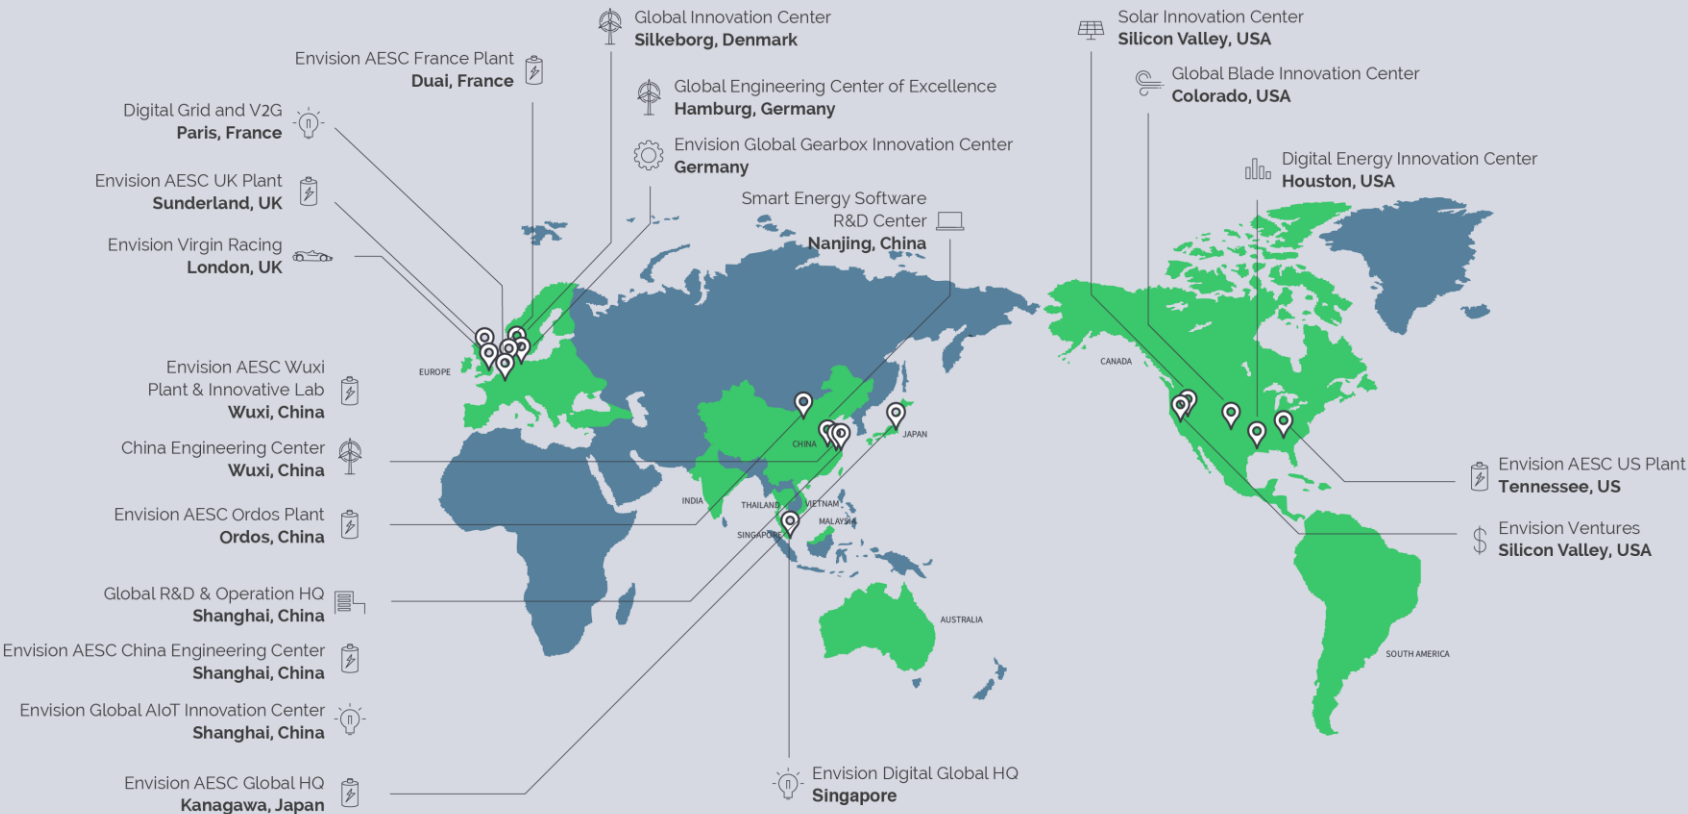 Global Innovation Center
Silkeborg, Denmark
Solar Innovation Center
Silicon Valley, USA
Envision AESC France Plant
Duai, France
Global Engineering Center of Excellence
Hamburg, Germany
Global Blade Innovation Center
Colorado, USA
Digital Grid and V2G
Paris, France
Envision Global Gearbox Innovation Center
Germany
Digital Energy Innovation Center
Houston, USA
Envision AESC UK Plant
Sunderland, UK
Smart Energy Software
R&D Center
Nanjing, China
Envision Virgin Racing
London, UK
EUROPE
CANADA
Envision AESC Wuxi
Plant & Innovative Lab
Wuxi, China
CHINA
JAPAN
China Engineering Center
Wuxi, China
Envision AESC US Plant
Tennessee, US
INDIA
THAILAND
VIETNAM
MALAYSIA
SINGAPORE
Envision AESC Ordos Plant
Ordos, China
Envision Ventures
Silicon Valley, USA
Global R&D & Operation HQ
Shanghai, China
AUSTRALIA
SOUTH AMERICA
Envision AESC China Engineering Center
Shanghai, China
Envision Global AIoT Innovation Center
Shanghai, China
Envision AESC Global HQ
Kanagawa, Japan
Envision Digital Global HQ
Singapore